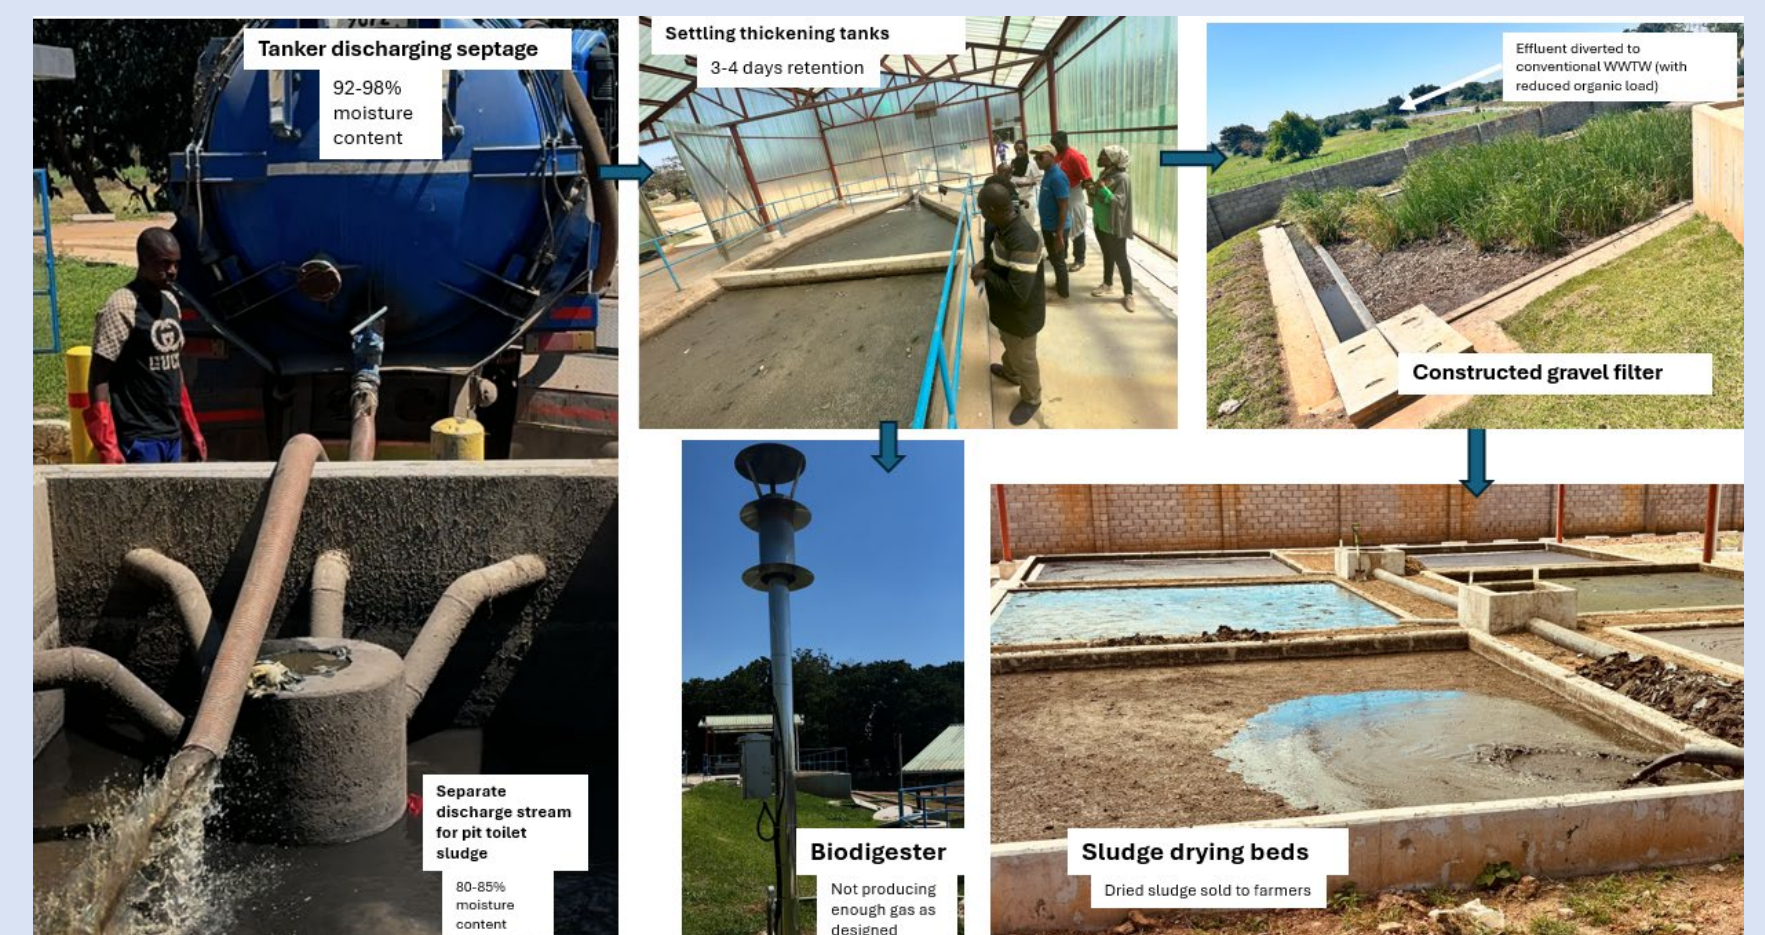 Tanker discharging septage
92-98%
moisture
content
Settling thickening tanks
3-4 days retention
Effluent diverted to
conventional WWTW (with
reduced organic load)
Constructed gravel filter
Separate
discharge stream
for pit toilet
sludge
80-85%
moisture
content
Biodigester
Not producing
enough gas as
designed
Sludge drying beds
Dried sludge sold to farmers